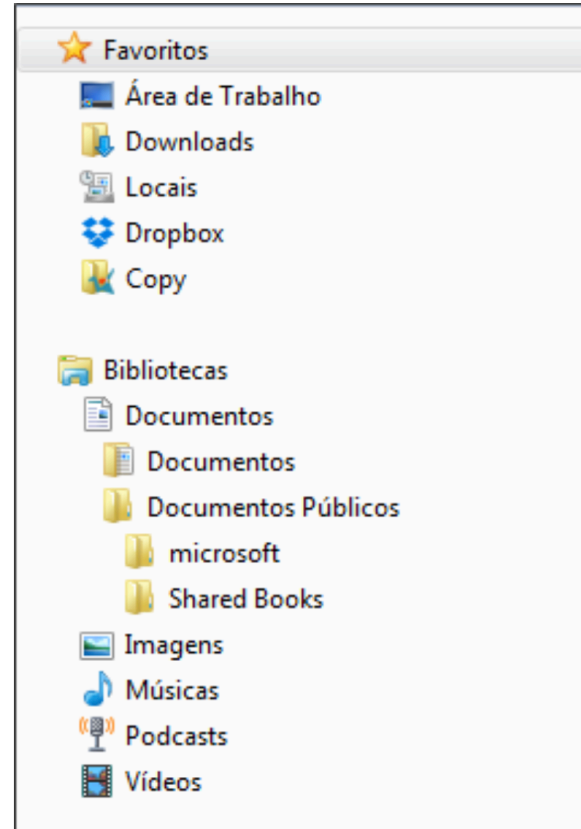 Favoritos
Área de Trabalho
Downloads
Locais
Dropbox
Copy
Bibliotecas
Documentos
Documentos
Documentos Públicos
microsoft
Shared Books
Imagens
Músicas
Podcasts
Vídeos